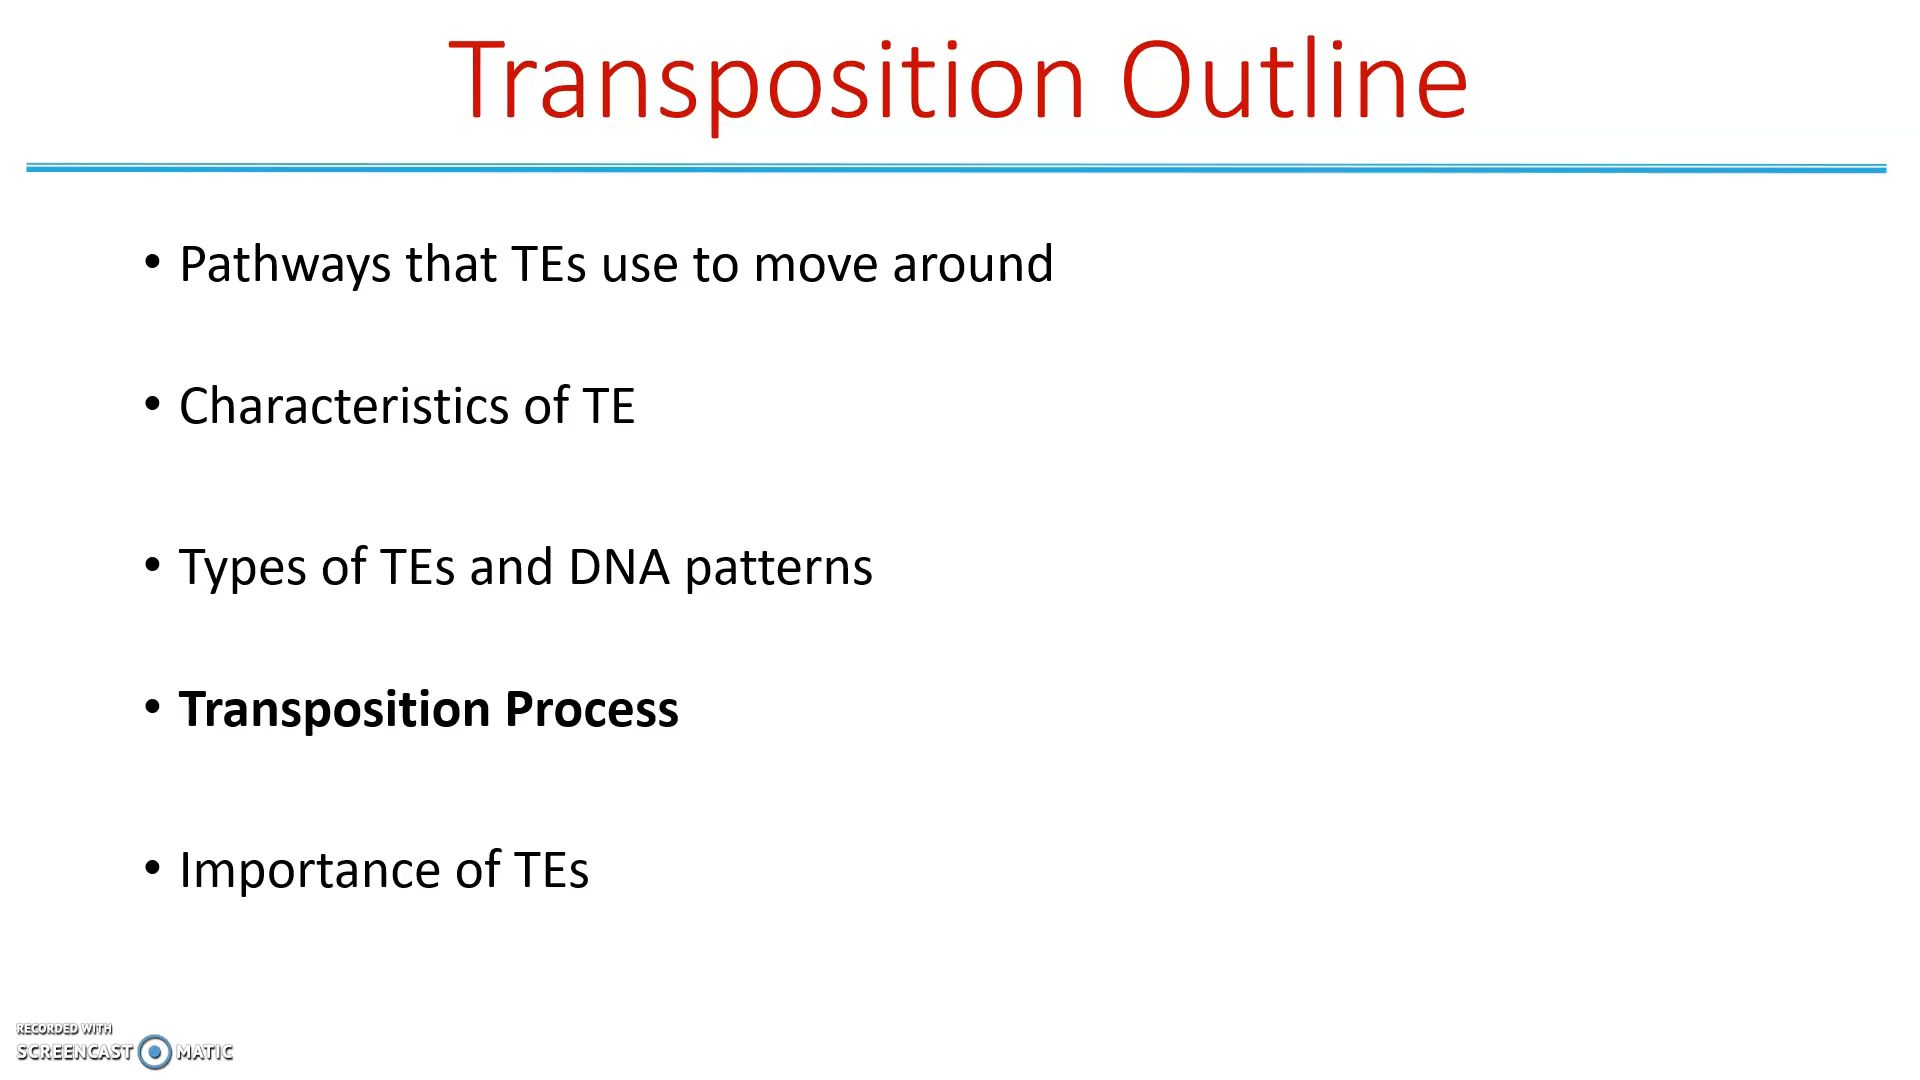 Transposition Outline
• Pathways that TEs use to move around
• Characteristics of TE
• Types of TEs and DNA patterns
• Transposition Process
• Importance of TEs
RECORDED WITH
SCREENCAST MATIC